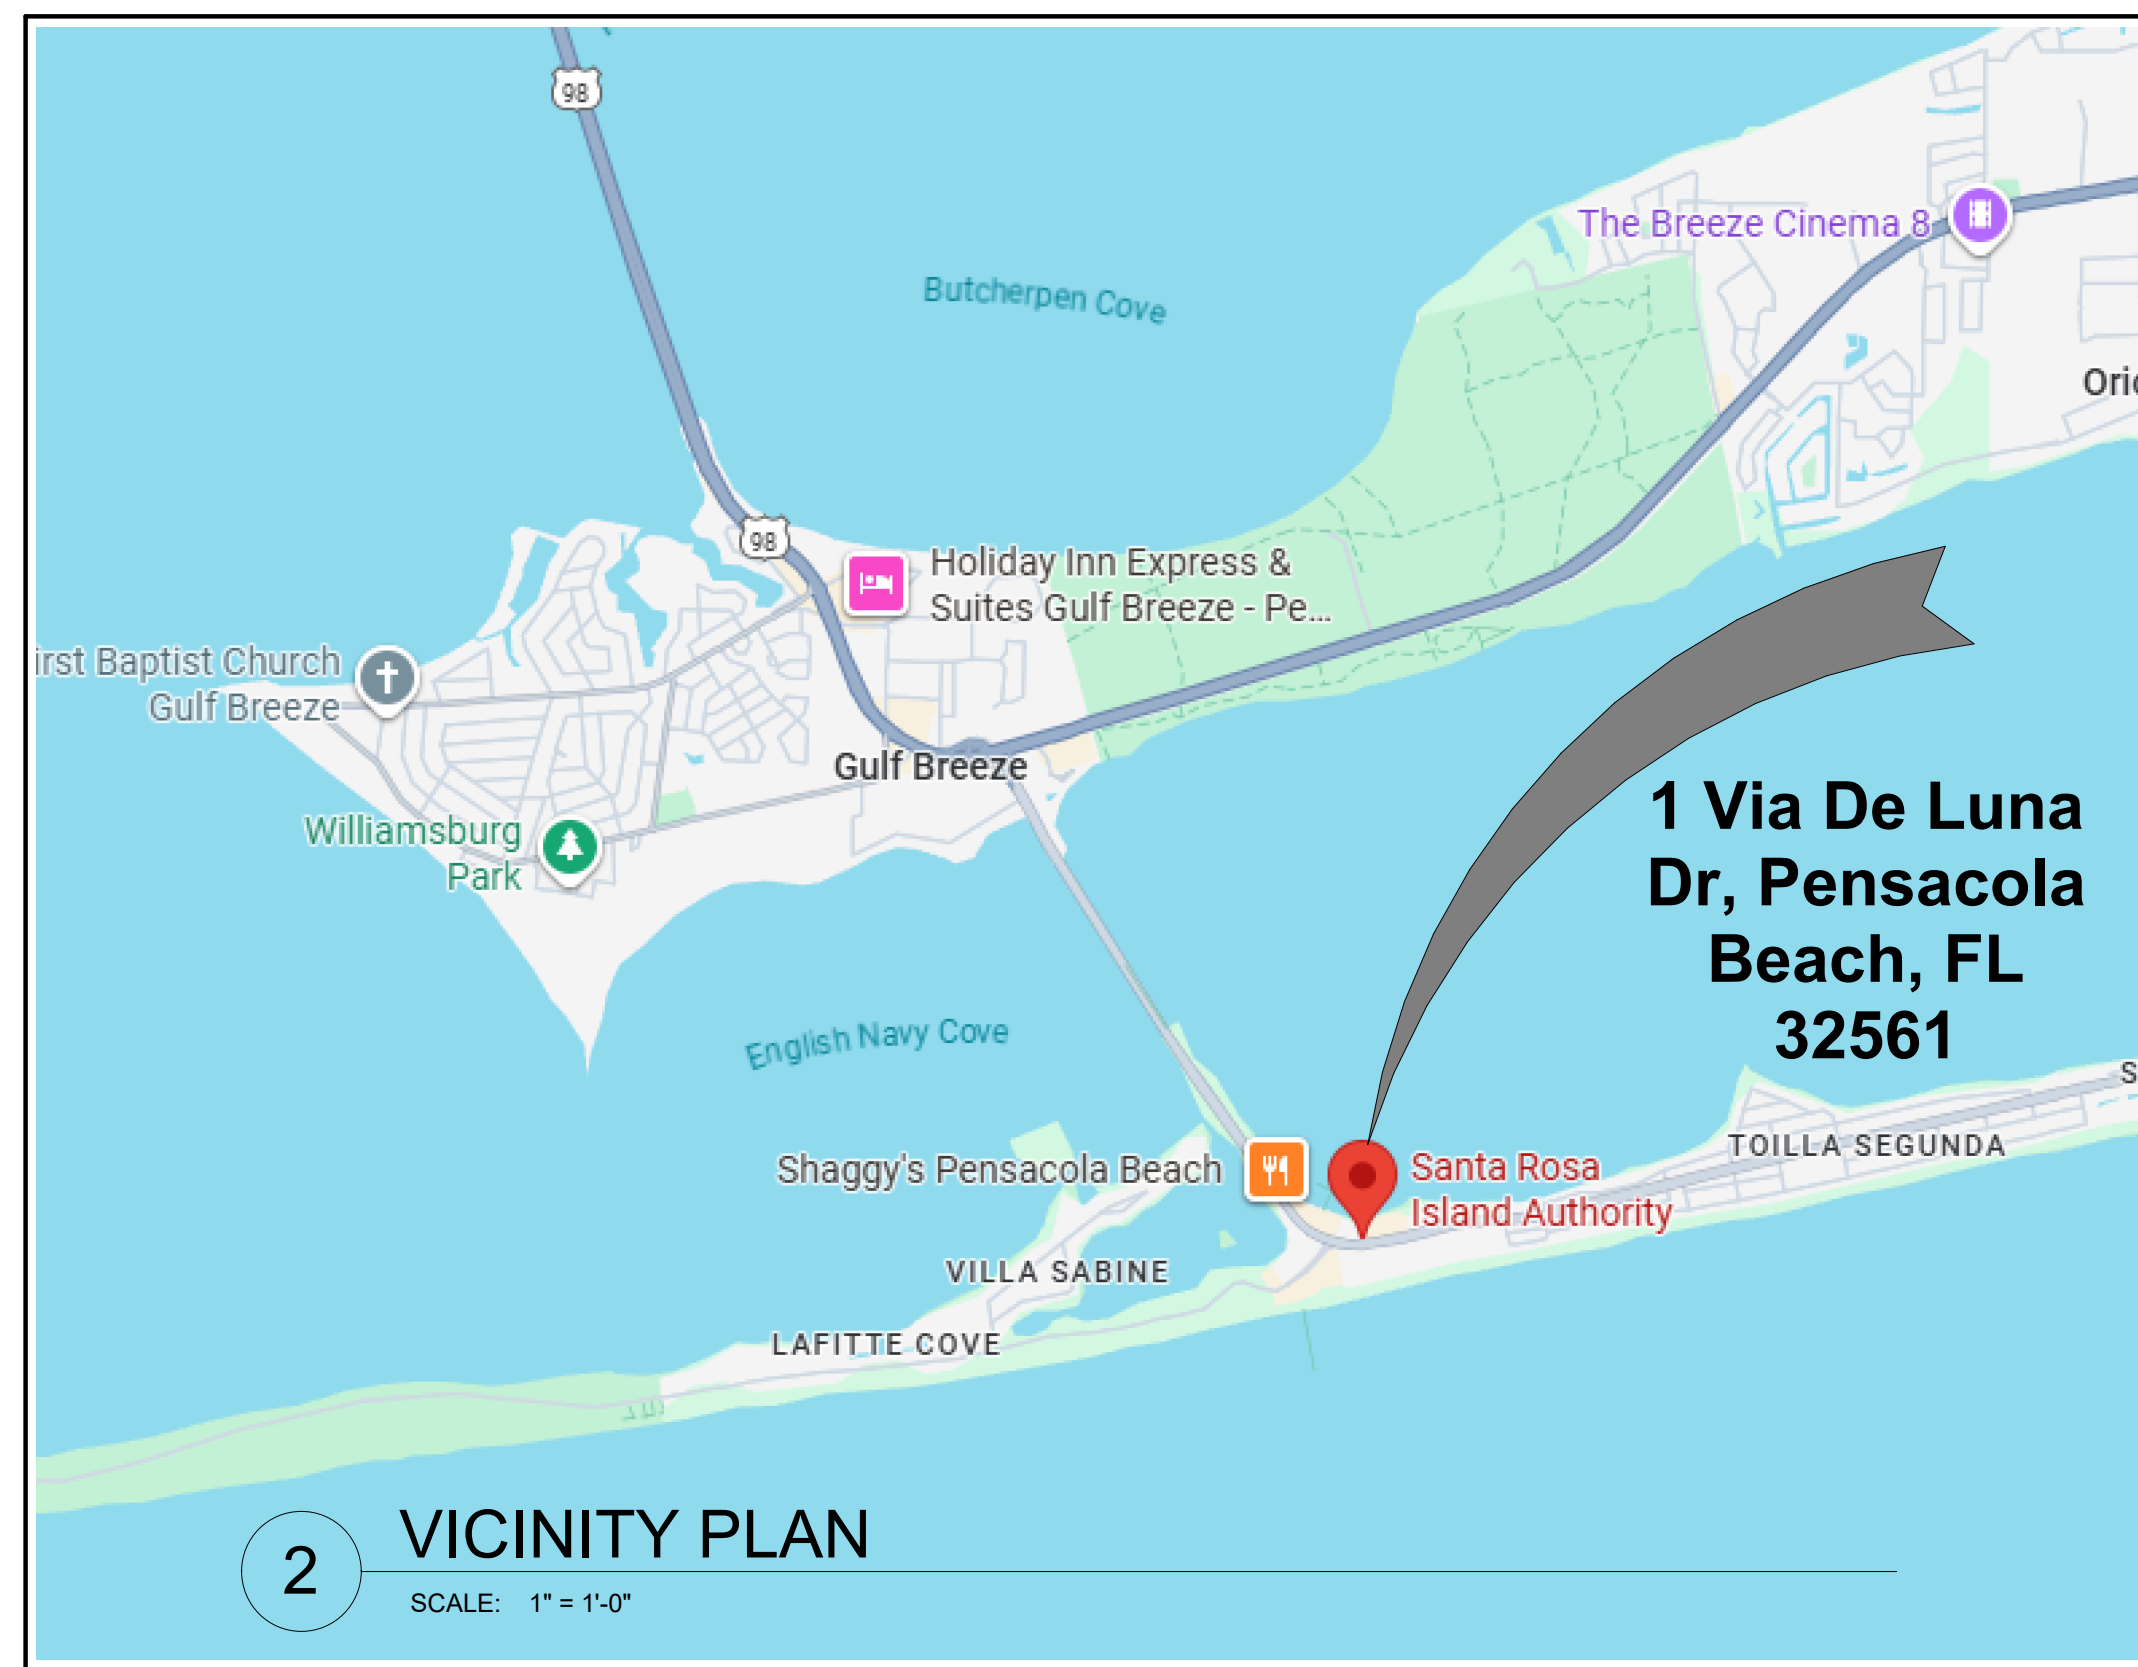 98
The Breeze Cinema 8
Butcherpen Cove
98
Holiday Inn Express &
Suites Gulf Breeze - Pe...
irst Baptist Church
Gulf Breeze
Gulf Breeze
Williamsburg
Park
1 Via De Luna
Dr, Pensacola
Beach, FL
32561
English Navy Cove
S
TOILLA SEGUNDA
Shaggy's Pensacola Beach
Santa Rosa
Island Authority
VILLA SABINE
LAFITTE COVE
2
VICINITY PLAN
SCALE: 1" = 1'-0"